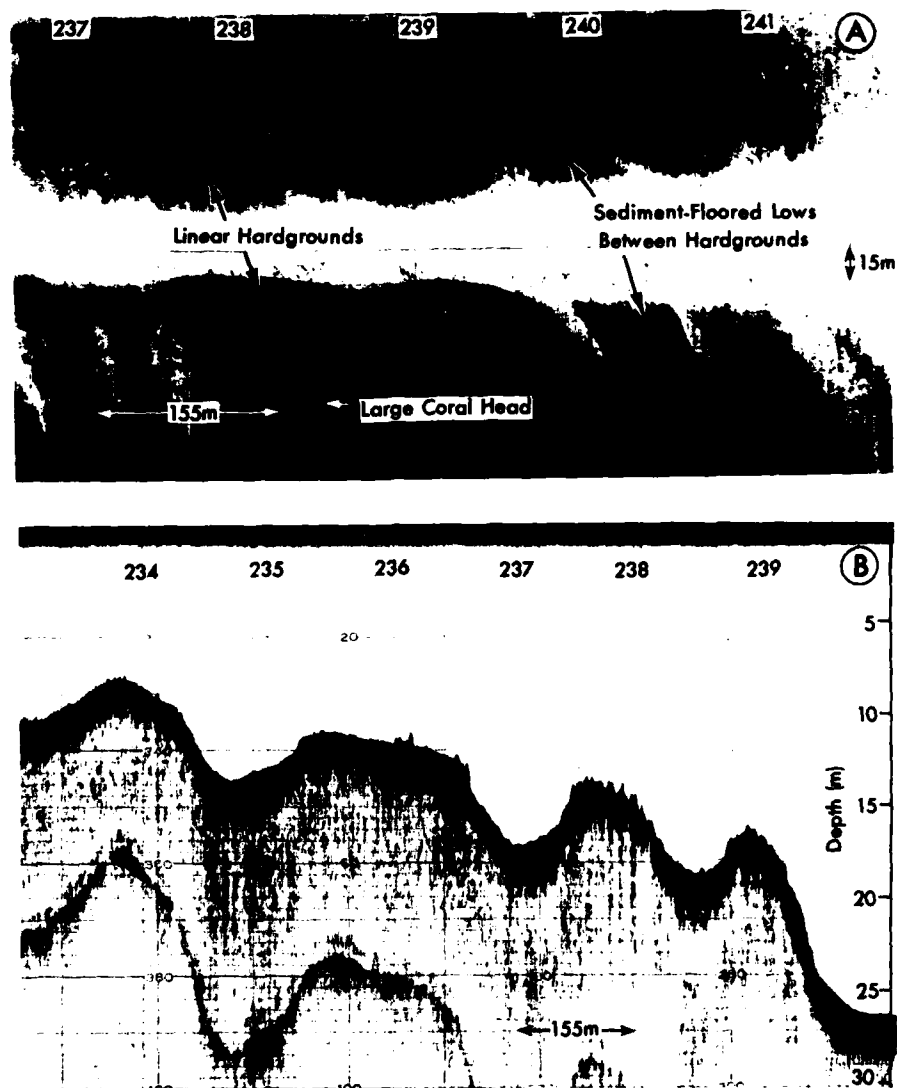 237 238 239 240 241 A
Linear Hardgrounds
Sediment-Floored Lows
Between Hardgrounds
15m
155m
Large Coral Head
B
234 235 236 237 238 239
5
20
10
Depth (m)
15
20
25
155m
30